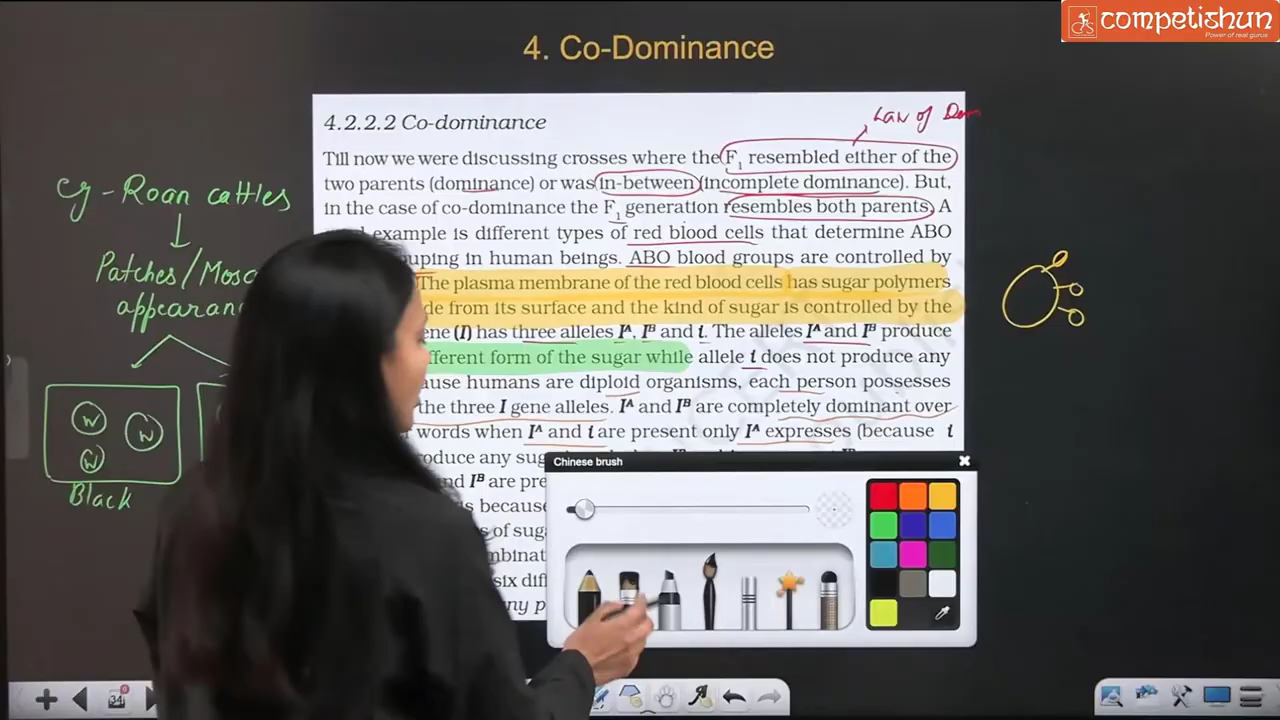 competishun
Power of real gurus
4. Co-Dominance
4.2.2.2 Co-dominance
Law of Dom
Till now we were discussing crosses where the F1 resembled either of the
two parents (dominance) or was in-between (incomplete dominance). But,
in the case of co-dominance the F1 generation resembles both parents. A
example is different types of red blood cells that determine ABO
uping in human beings. ABO blood groups are controlled by
The plasma membrane of the red blood cells has sugar polymers
de from its surface and the kind of sugar is controlled by the
ene (I) has three alleles Iᴬ, Iᴮ and i. The alleles Iᴬ and Iᴮ produce
fferent form of the sugar while allele i does not produce any
ause humans are diploid organisms, each person possesses
the three I gene alleles. Iᴬ and Iᴮ are completely dominant over
words when Iᴬ and i are present only Iᴬ expresses (because i
oduce any sug
nd Iᴮ are pre
s because
s of suga
mbinat
six diff
ny p
eg - Roan cattles
Patches/Mosa
appearan
W
W
W
Black
Chinese brush
34